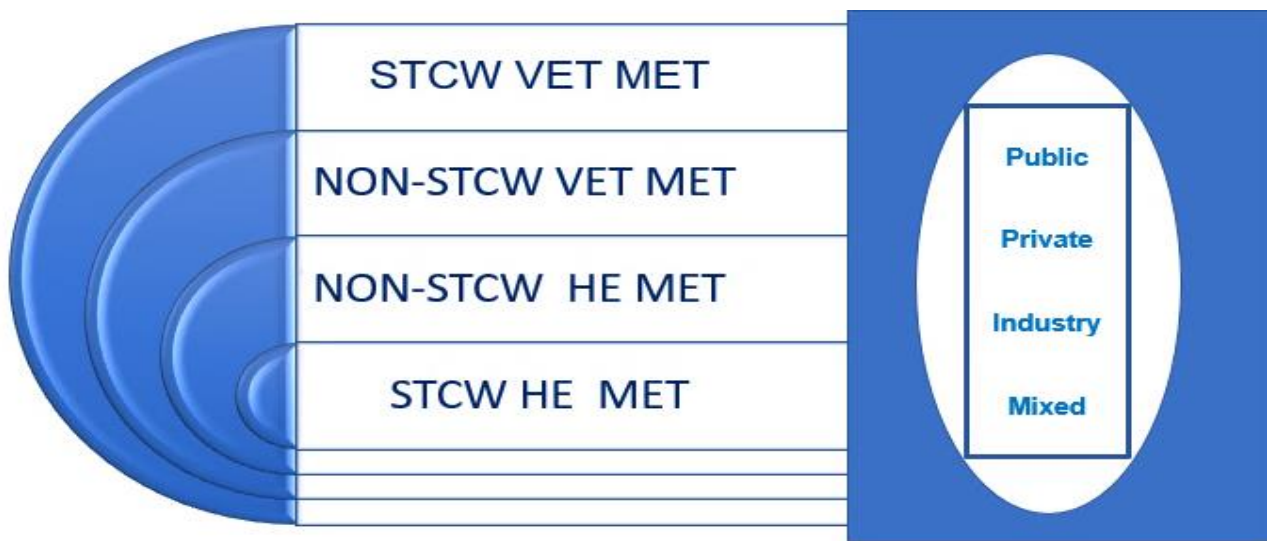 STCW VET MET
NON-STCW VET MET
NON-STCW HE MET
STCW HE MET
Public
Private
Industry
Mixed